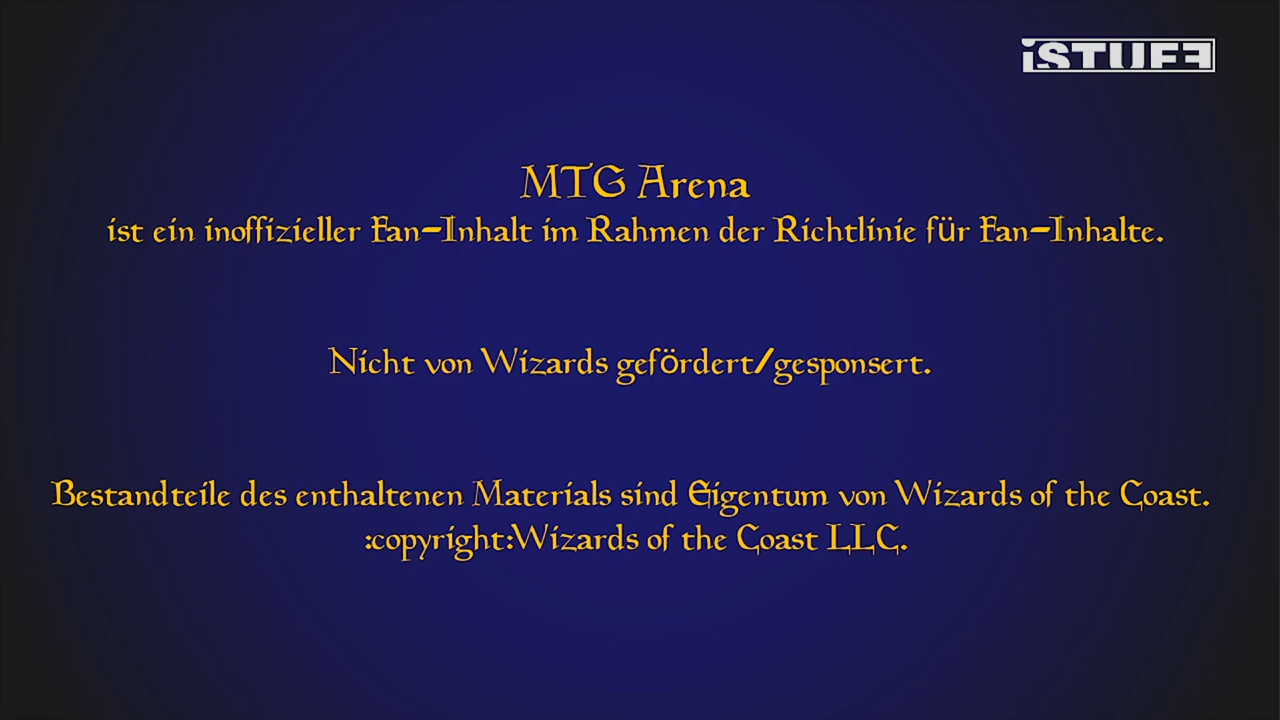 iSTUFF
MTG Arena
ist ein inoffizieller Fan-Inhalt im Rahmen der Richtlinie für Fan-Inhalte.
Nicht von Wizards gefördert/gesponsert.
Bestandteile des enthaltenen Materials sind Eigentum von Wizards of the Coast.
:copyright:Wizards of the Coast LLC.